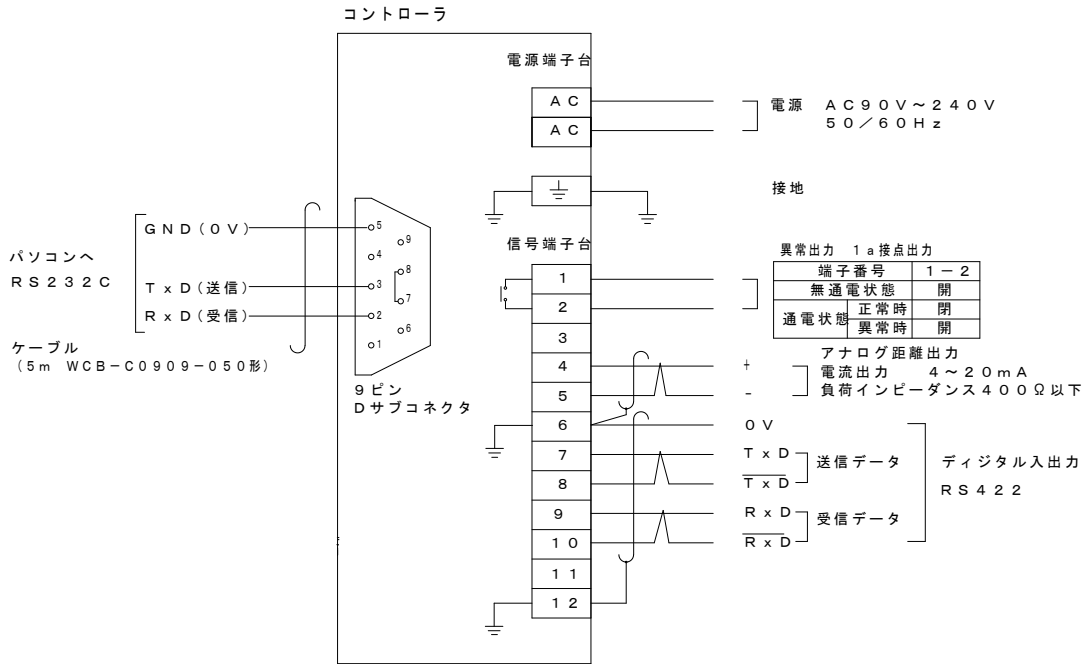 コントローラ
電源端子台
AC
AC
電源 AC90V~240V
50/60Hz
接地
パソコンへ
RS232C
GND(0V)
TxD(送信)
RxD(受信)
ケーブル
(5m WCB-C0909-050形)
5
9
4
8
3
7
2
6
1
9ピン
Dサブコネクタ
信号端子台
1
2
3
4
5
6
7
8
9
10
11
12
異常出力 1a接点出力
端子番号 1-2
無通電状態 開
通電状態 正常時 閉
異常時 開
アナログ距離出力
+
電流出力 4~20mA
-
負荷インピーダンス400Ω以下
0V
TxD
送信データ
TxD
RxD
受信データ
RxD
ディジタル入出力
RS422